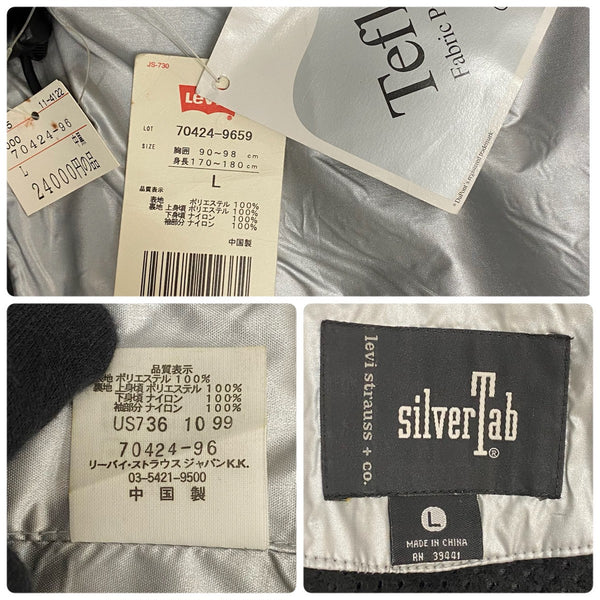 11-4122
70424-96
L
24000円の品
JS-730
Levi's
LOT 70424-9659
SIZE 胸囲 90~98 cm
身長 170~180 cm
L
品質表示
表地 ポリエステル 100%
裏地 上身頃 ポリエステル 100%
下身頃 ナイロン 100%
袖部分 ナイロン 100%
中国製
Tefl
Fabric P
品質表示
表地 ポリエステル 100%
裏地 上身頃 ポリエステル 100%
下身頃 ナイロン 100%
袖部分 ナイロン 100%
US736 10 99
70424-96
リーバイ・ストラウス ジャパンK.K.
03-5421-9500
中国製
levi strauss + co.
silverTab®
L
MADE IN CHINA
RN 39441